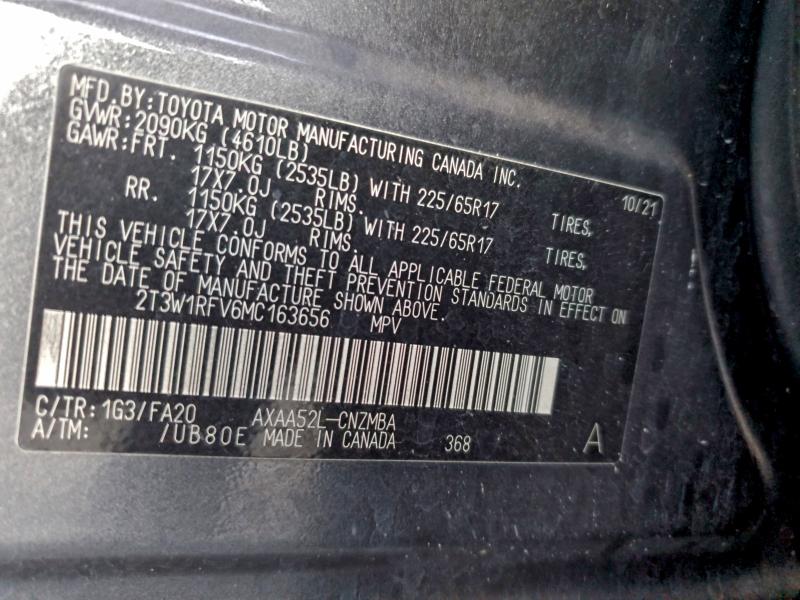 MFD. BY: TOYOTA MOTOR MANUFACTURING CANADA INC.
GVWR: 2090KG (4610LB) 10/21
GAWR: FRT. 1150KG (2535LB) WITH 225/65R17 TIRES,
17X7.0J RIMS.
RR. 1150KG (2535LB) WITH 225/65R17 TIRES,
17X7.0J RIMS.
THIS VEHICLE CONFORMS TO ALL APPLICABLE FEDERAL MOTOR
VEHICLE SAFETY AND THEFT PREVENTION STANDARDS IN EFFECT ON
THE DATE OF MANUFACTURE SHOWN ABOVE.
2T3W1RFV6MC163656 MPV
C/TR: 1G3/FA20 AXAA52L-CNZMBA
A/TM: /UB80E MADE IN CANADA 368 A